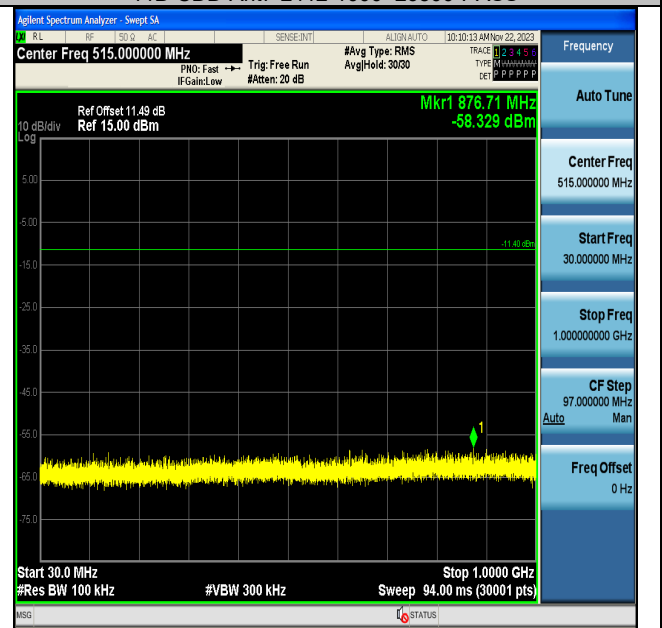 Agilent Spectrum Analyzer - Swept SA
LXI RL RF 50 Ω AC SENSE:INT ALIGN AUTO 10:10:13 AM Nov 22, 2023
Center Freq 515.000000 MHz
PNO: Fast
IFGain:Low
Trig: Free Run
#Atten: 20 dB
#Avg Type: RMS
Avg|Hold: 30/30
TRACE 1 2 3 4 5 6
TYPE M
DET P P P P P P
Frequency
Mkr1 876.71 MHz
-58.329 dBm
Ref Offset 11.49 dB
10 dB/div Ref 15.00 dBm
Log
5.00
-5.00
-11.40 dBm
-15.0
-25.0
-35.0
-45.0
-55.0
1
-65.0
-75.0
Start 30.0 MHz Stop 1.0000 GHz
#Res BW 100 kHz #VBW 300 kHz Sweep 94.00 ms (30001 pts)
MSG STATUS
Auto Tune
Center Freq
515.000000 MHz
Start Freq
30.000000 MHz
Stop Freq
1.000000000 GHz
CF Step
97.000000 MHz
Auto Man
Freq Offset
0 Hz